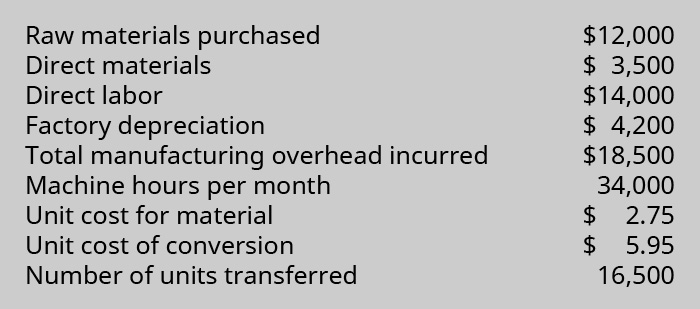 Raw materials purchased $12,000
Direct materials $ 3,500
Direct labor $14,000
Factory depreciation $ 4,200
Total manufacturing overhead incurred $18,500
Machine hours per month 34,000
Unit cost for material $ 2.75
Unit cost of conversion $ 5.95
Number of units transferred 16,500